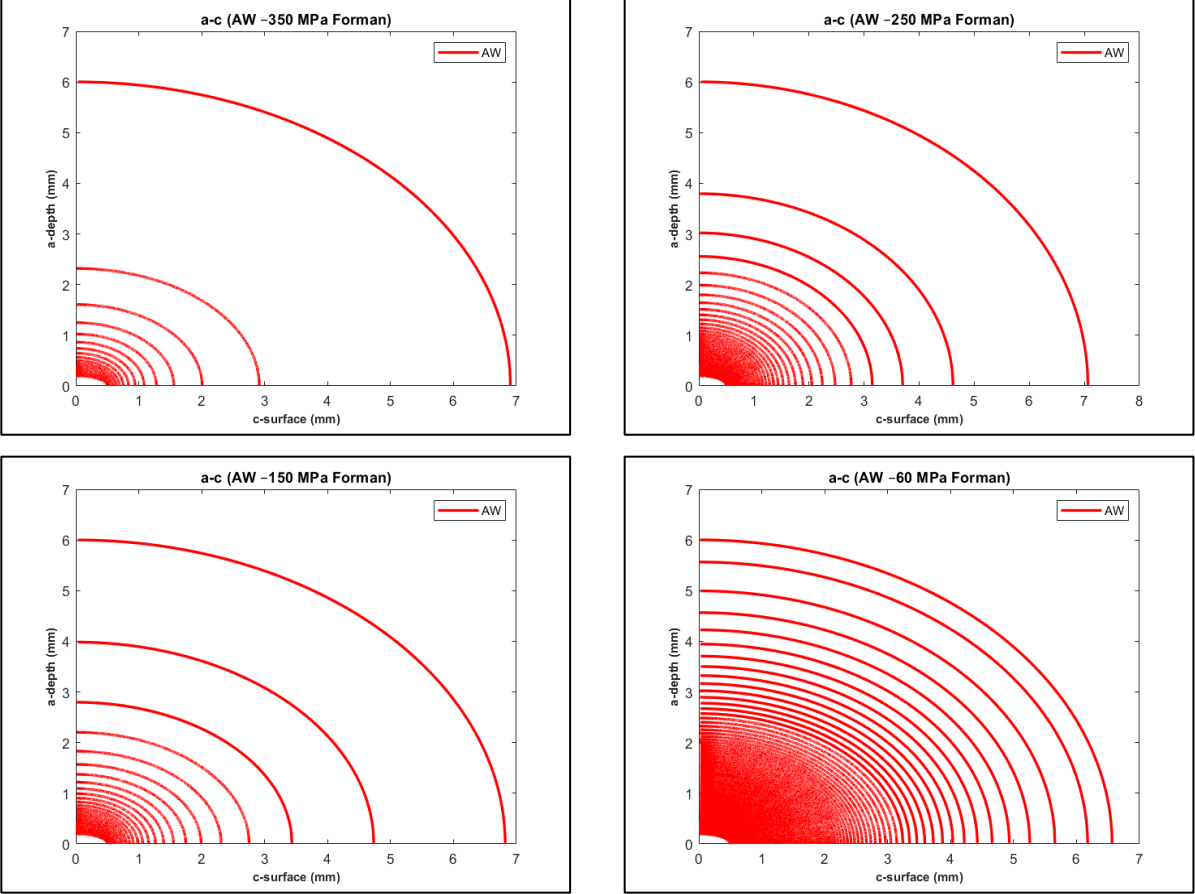 a-c (AW –350 MPa Forman)
AW
7
6
5
4
3
2
1
0
a-depth (mm)
0 1 2 3 4 5 6 7
c-surface (mm)
a-c (AW –250 MPa Forman)
AW
7
6
5
4
3
2
1
0
a-depth (mm)
0 1 2 3 4 5 6 7 8
c-surface (mm)
a-c (AW –150 MPa Forman)
AW
7
6
5
4
3
2
1
0
a-depth (mm)
0 1 2 3 4 5 6 7
c-surface (mm)
a-c (AW –60 MPa Forman)
AW
7
6
5
4
3
2
1
0
a-depth (mm)
0 1 2 3 4 5 6 7
c-surface (mm)